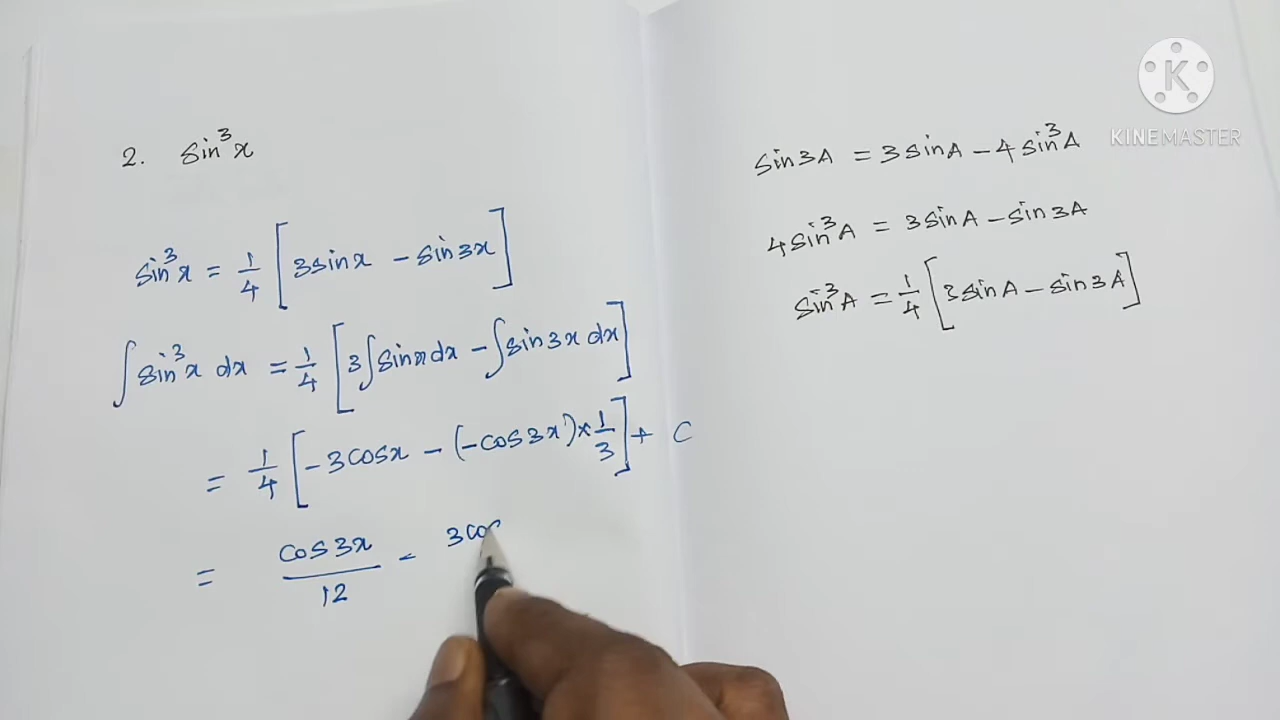 2. sin³x
sin³x = 1/4 [3sinx - sin3x]
∫sin³x dx = 1/4 [3∫sinx dx - ∫sin3x dx]
= 1/4 [-3cosx - (-cos3x) × 1/3] + C
= cos3x/12 - 3cos
sin3A = 3sinA - 4sin³A
4sin³A = 3sinA - sin3A
sin³A = 1/4 [3sinA - sin3A]
K
KINEMASTER